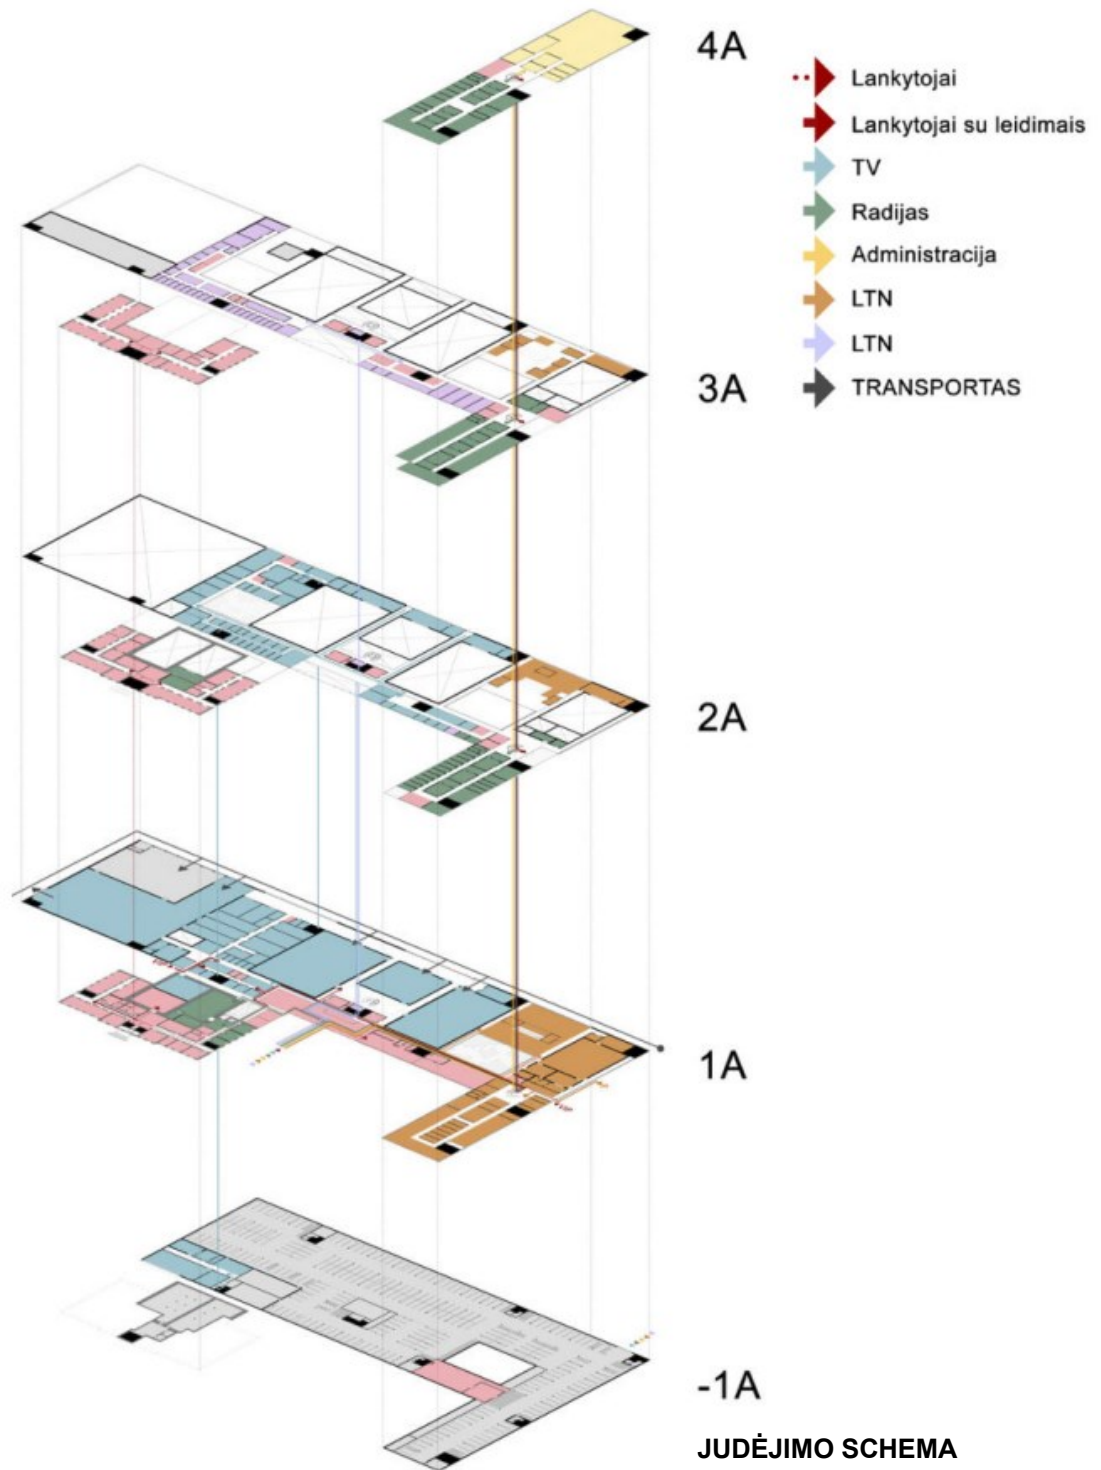 4A
Lankytojai
Lankytojai su leidimais
TV
Radijas
Administracija
LTN
LTN
TRANSPORTAS
3A
2A
1A
-1A
JUDĖJIMO SCHEMA